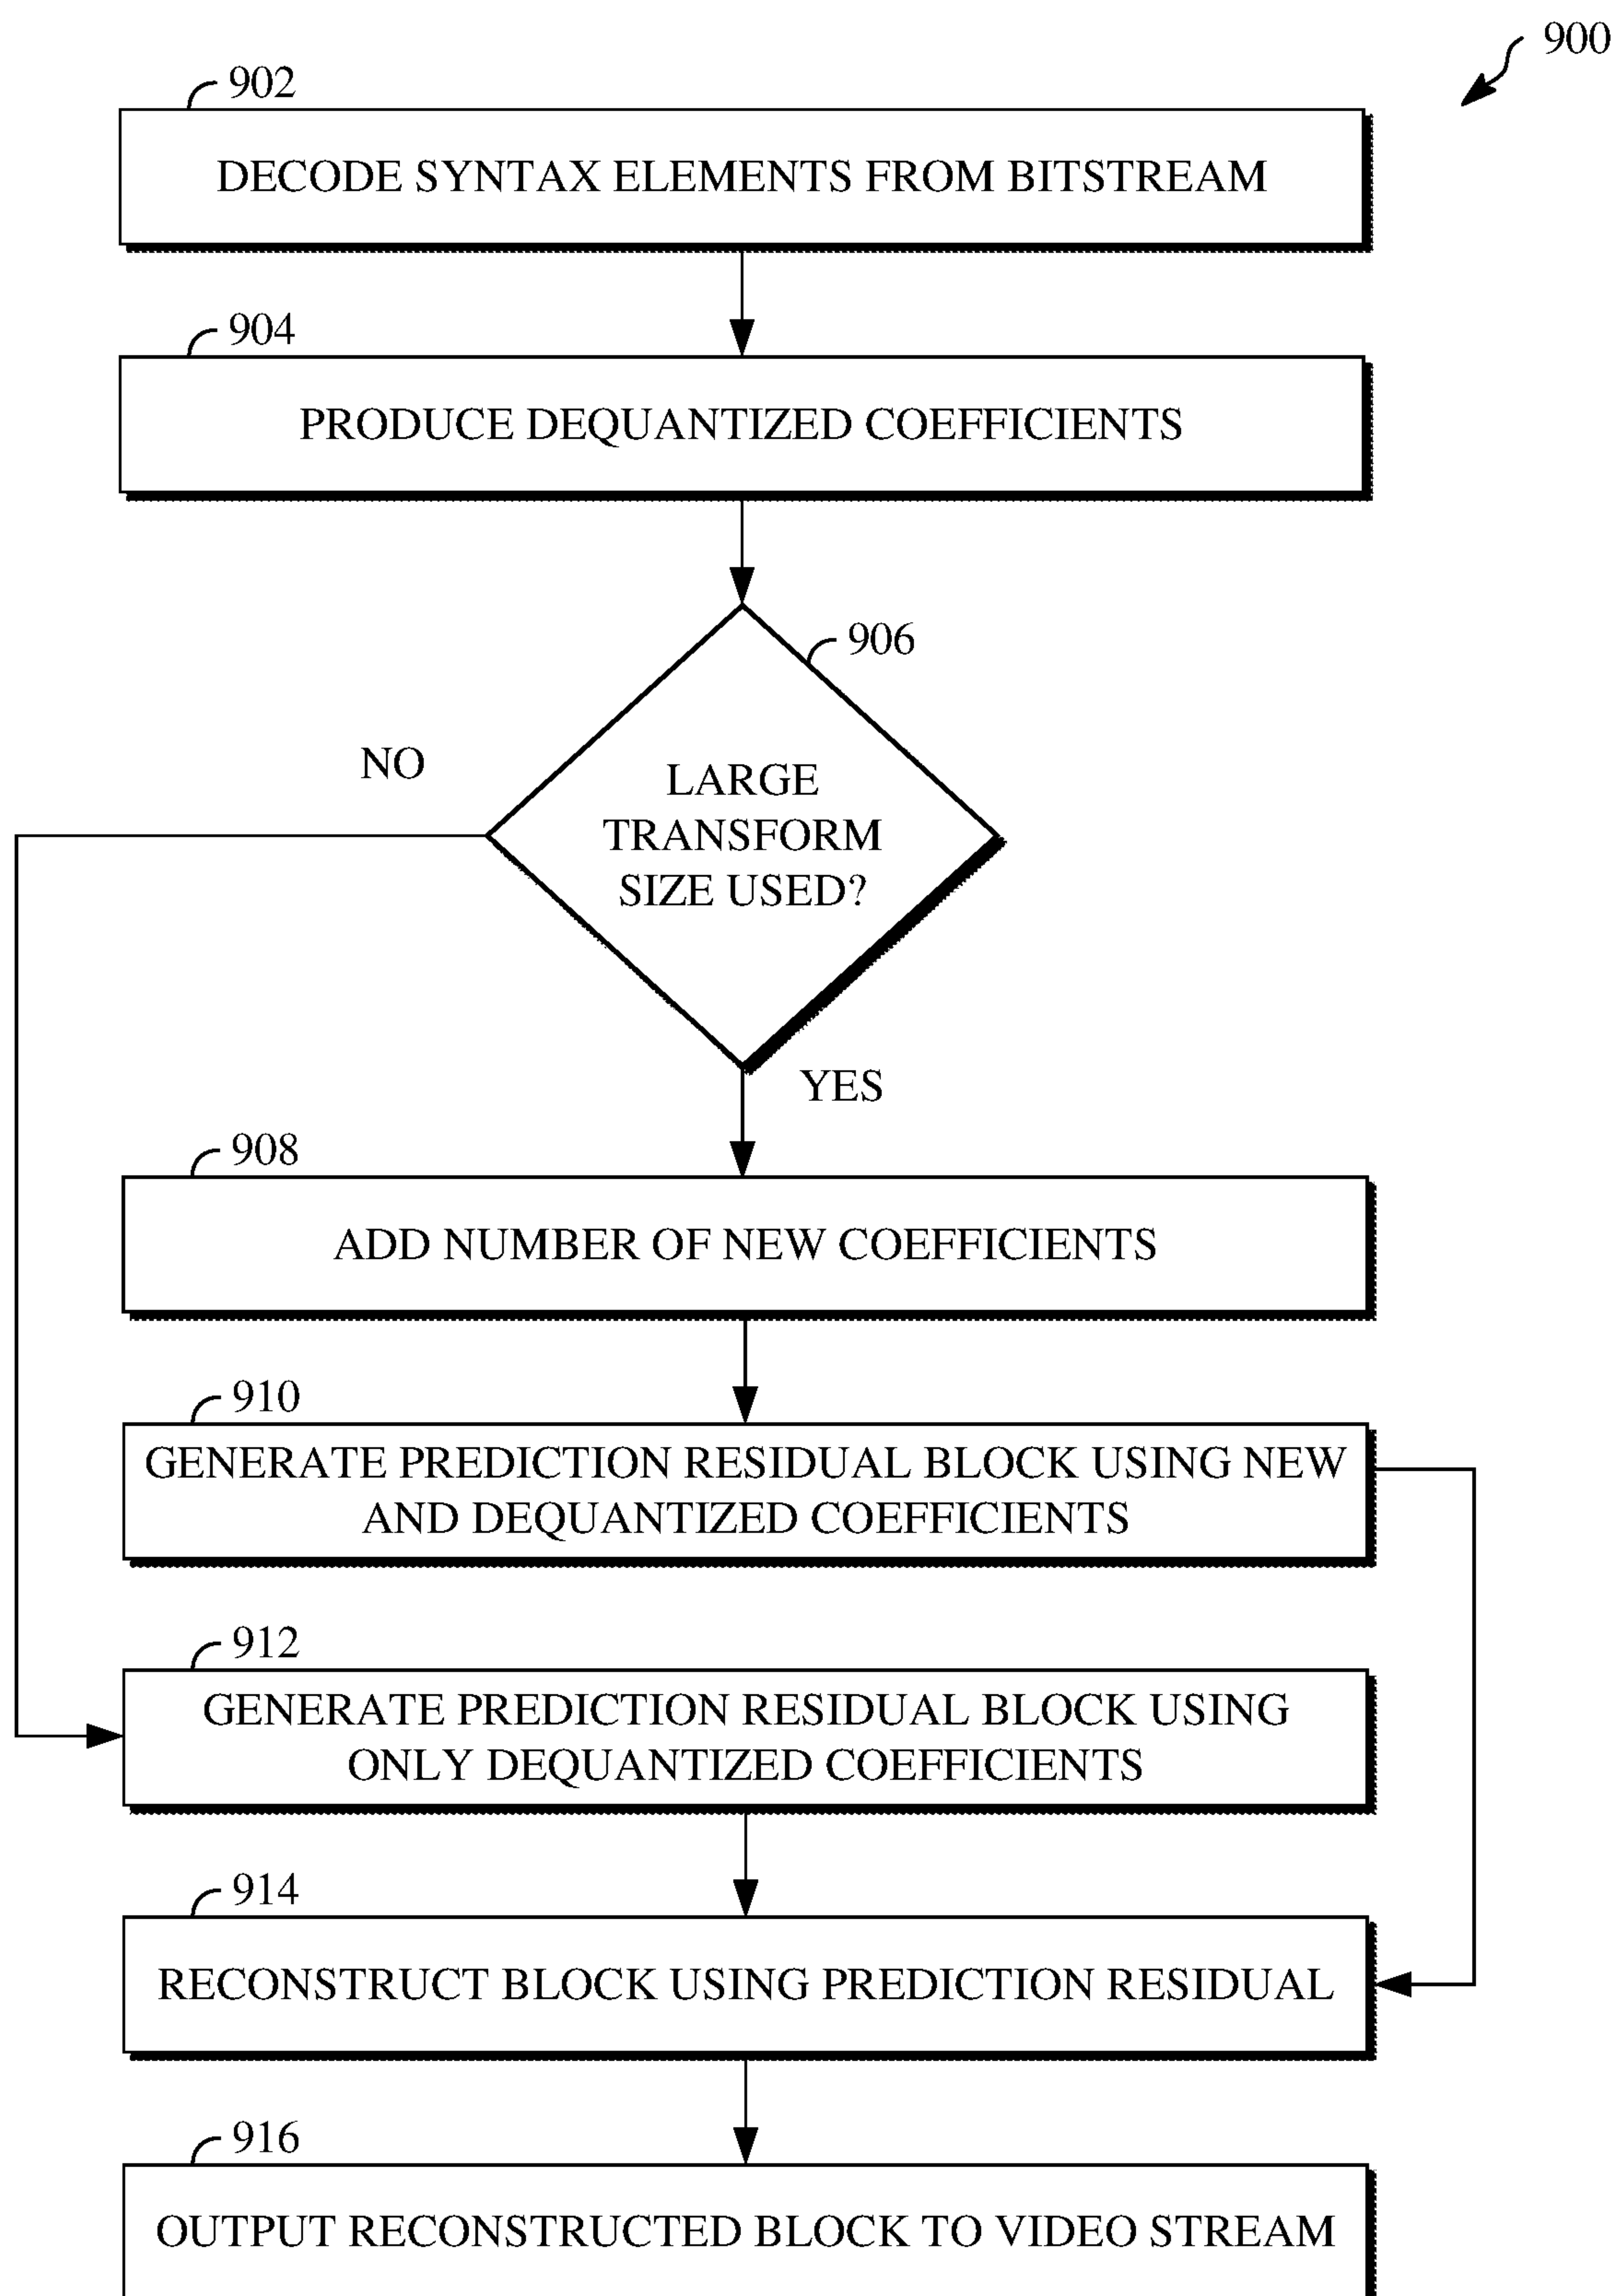 900
902
DECODE SYNTAX ELEMENTS FROM BITSTREAM
904
PRODUCE DEQUANTIZED COEFFICIENTS
906
NO
LARGE
TRANSFORM
SIZE USED?
YES
908
ADD NUMBER OF NEW COEFFICIENTS
910
GENERATE PREDICTION RESIDUAL BLOCK USING NEW
AND DEQUANTIZED COEFFICIENTS
912
GENERATE PREDICTION RESIDUAL BLOCK USING
ONLY DEQUANTIZED COEFFICIENTS
914
RECONSTRUCT BLOCK USING PREDICTION RESIDUAL
916
OUTPUT RECONSTRUCTED BLOCK TO VIDEO STREAM